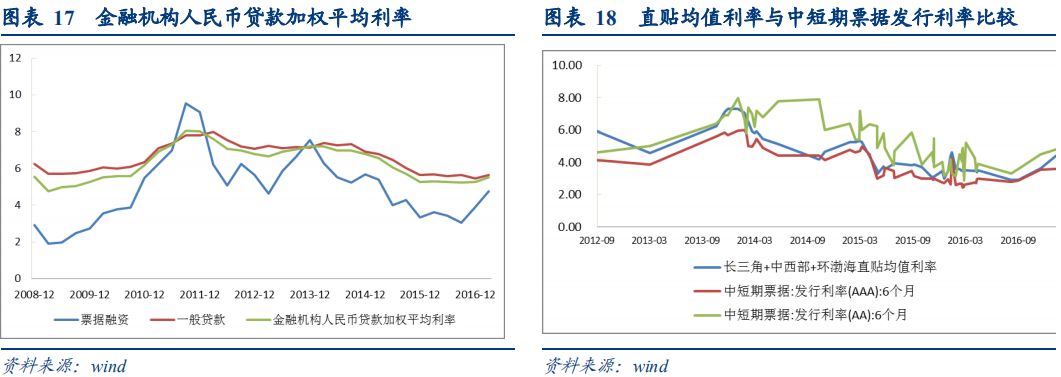 图表 17 金融机构人民币贷款加权平均利率
12
10
8
6
4
2
0
2008-12 2009-12 2010-12 2011-12 2012-12 2013-12 2014-12 2015-12 2016-12
票据融资 一般贷款 金融机构人民币贷款加权平均利率
资料来源：wind
图表 18 直贴均值利率与中短期票据发行利率比较
10.00
8.00
6.00
4.00
2.00
0.00
2012-09 2013-03 2013-09 2014-03 2014-09 2015-03 2015-09 2016-03 2016-09
长三角+中西部+环渤海直贴均值利率
中短期票据:发行利率(AAA):6个月
中短期票据:发行利率(AA):6个月
资料来源：wind